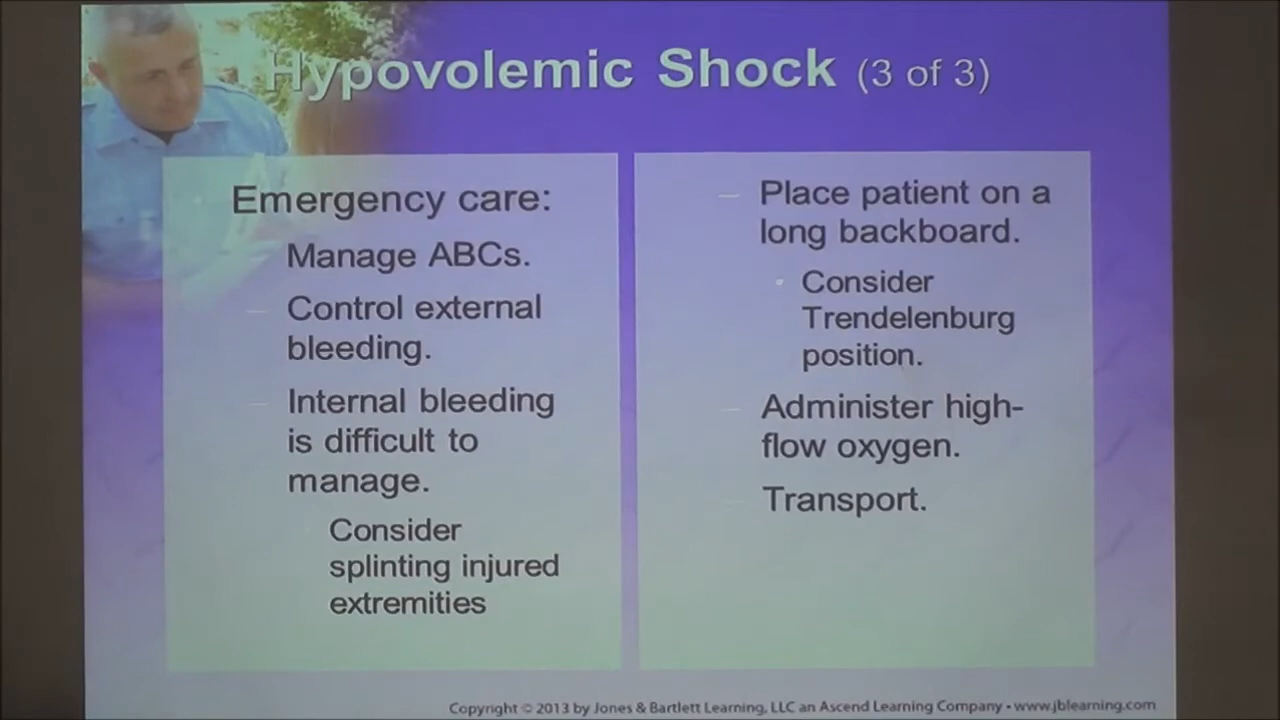 Hypovolemic Shock (3 of 3)
Emergency care:
Manage ABCs.
– Control external
bleeding.
– Internal bleeding
is difficult to
manage.
Consider
splinting injured
extremities
– Place patient on a
long backboard.
• Consider
Trendelenburg
position.
– Administer high-
flow oxygen.
Transport.
Copyright © 2013 by Jones & Bartlett Learning, LLC an Ascend Learning Company • www.jblearning.com